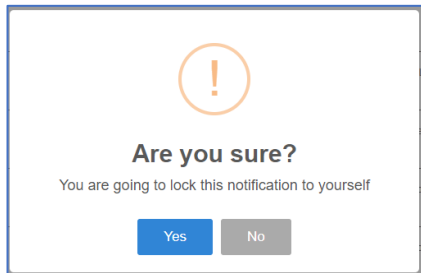 !
Are you sure?
You are going to lock this notification to yourself
Yes No